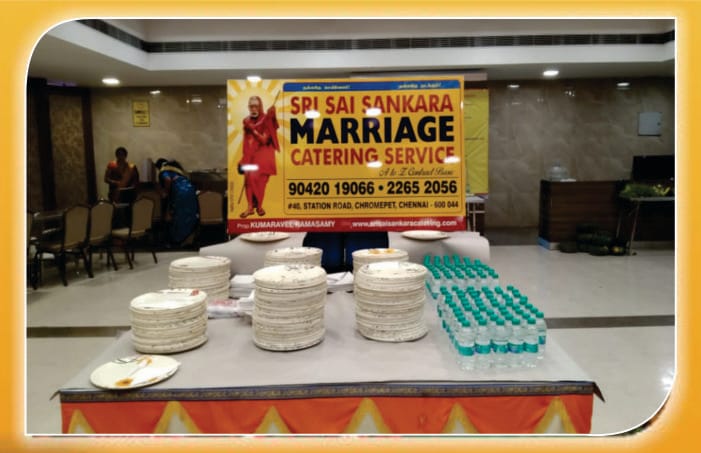 SRI SAI SANKARA
MARRIAGE
CATERING SERVICE
A to Z Contract Base
90420 19066 • 2265 2056
#40, STATION ROAD, CHROMEPET, CHENNAI - 600 044
Prop KUMARAVEL RAMASAMY
www.srisaisankaracatering.com